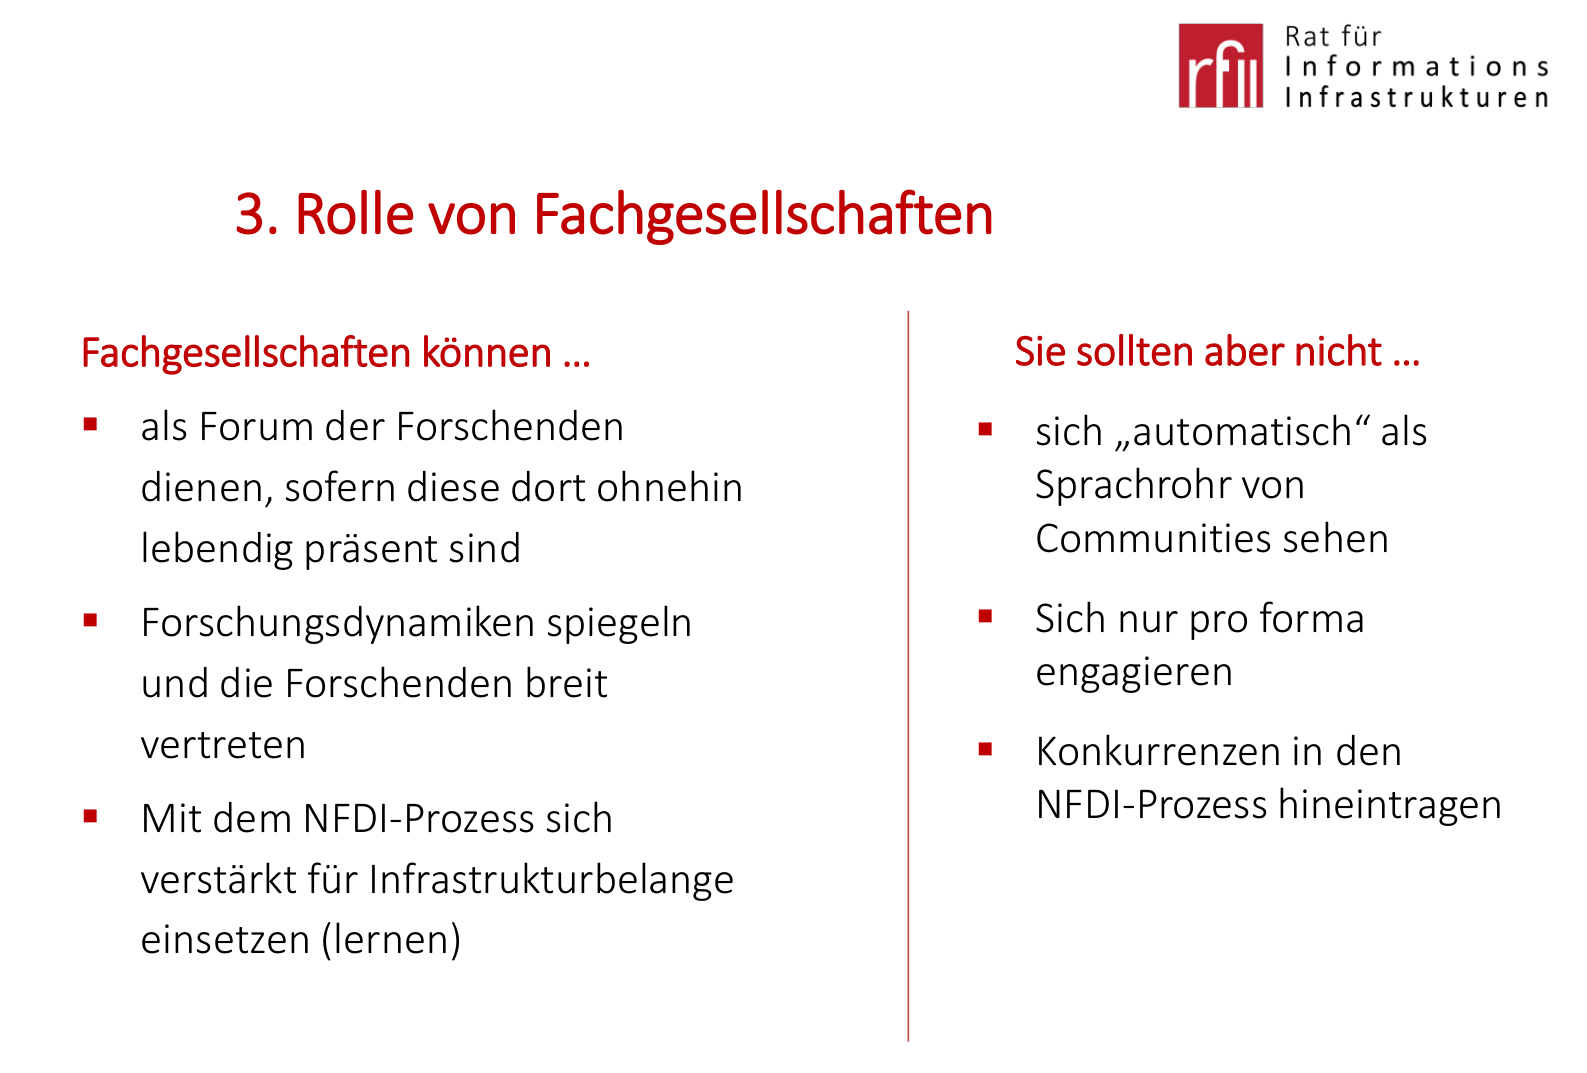 rfii
Rat für
Informations
Infrastrukturen
3. Rolle von Fachgesellschaften
Fachgesellschaften können ...
▪ als Forum der Forschenden
dienen, sofern diese dort ohnehin
lebendig präsent sind
▪ Forschungsdynamiken spiegeln
und die Forschenden breit
vertreten
▪ Mit dem NFDI-Prozess sich
verstärkt für Infrastrukturbelange
einsetzen (lernen)
Sie sollten aber nicht ...
▪ sich „automatisch“ als
Sprachrohr von
Communities sehen
▪ Sich nur pro forma
engagieren
▪ Konkurrenzen in den
NFDI-Prozess hineintragen